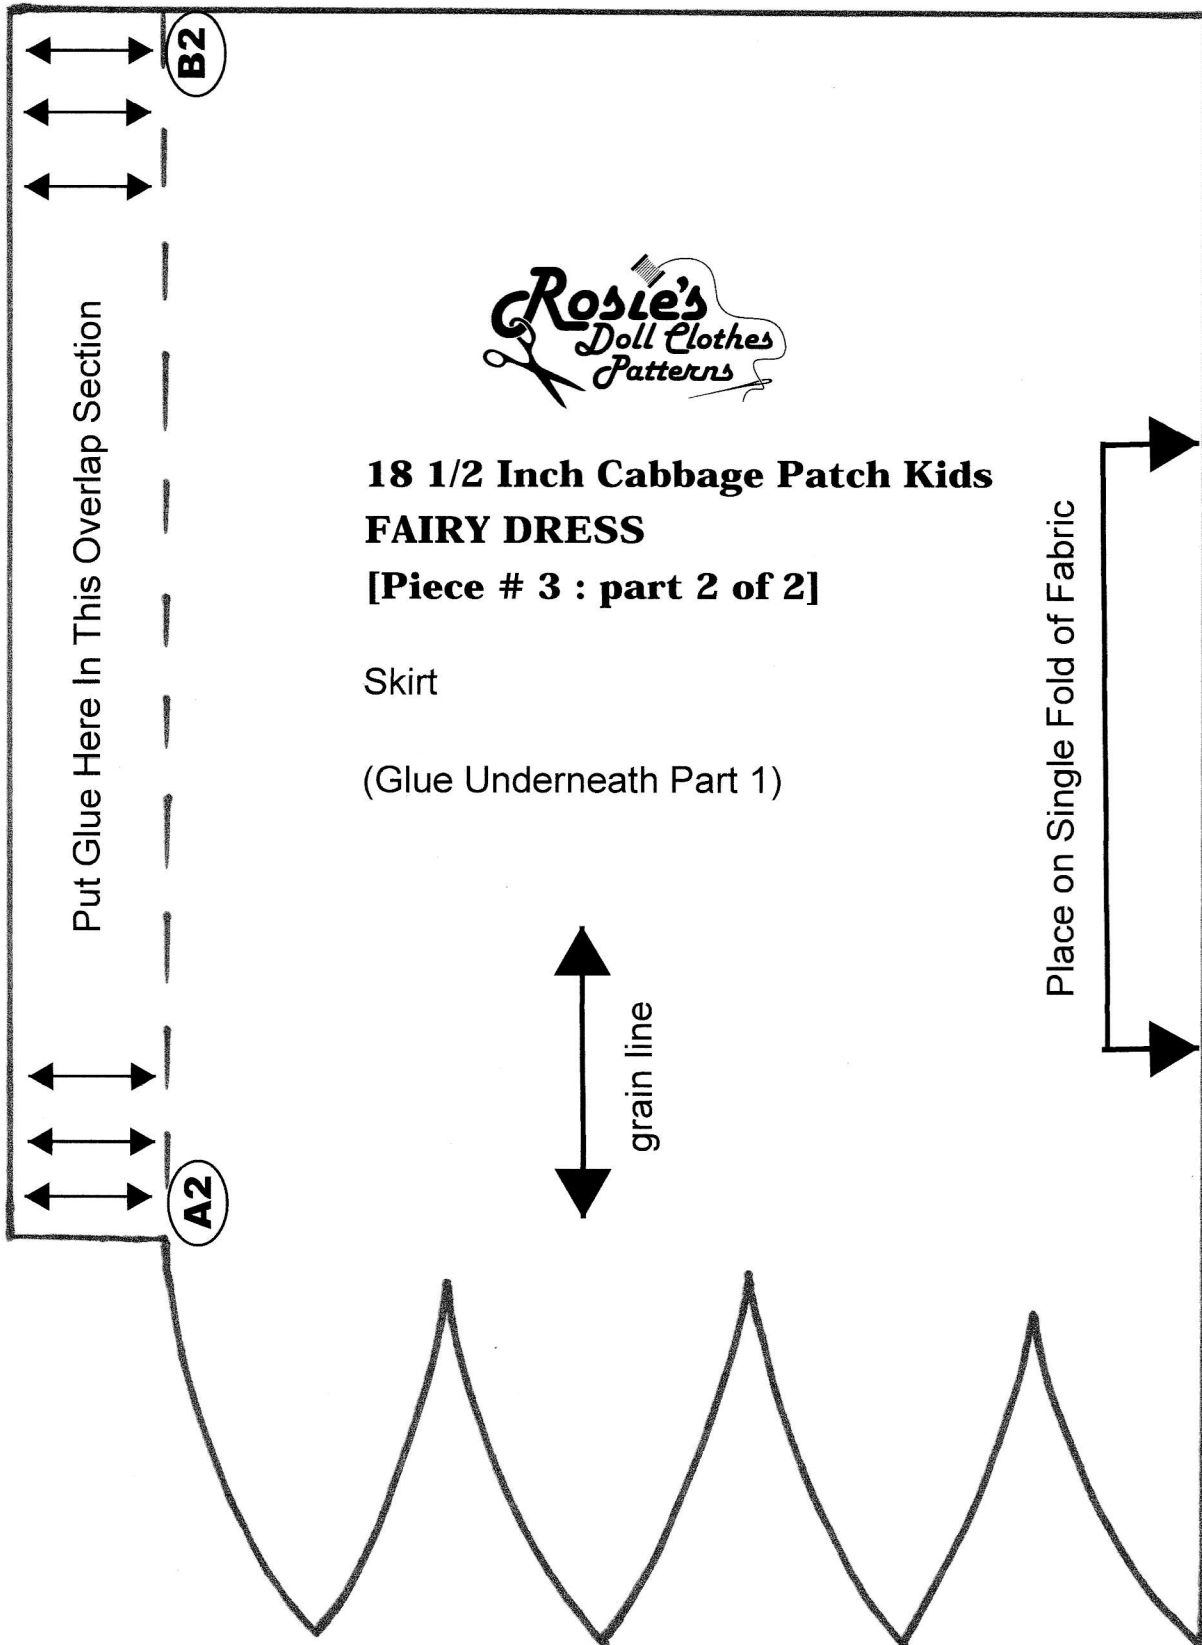 B2
Put Glue Here In This Overlap Section
Rosie's
Doll Clothes
Patterns
18 1/2 Inch Cabbage Patch Kids
FAIRY DRESS
[Piece # 3 : part 2 of 2]
Skirt
(Glue Underneath Part 1)
Place on Single Fold of Fabric
grain line
A2